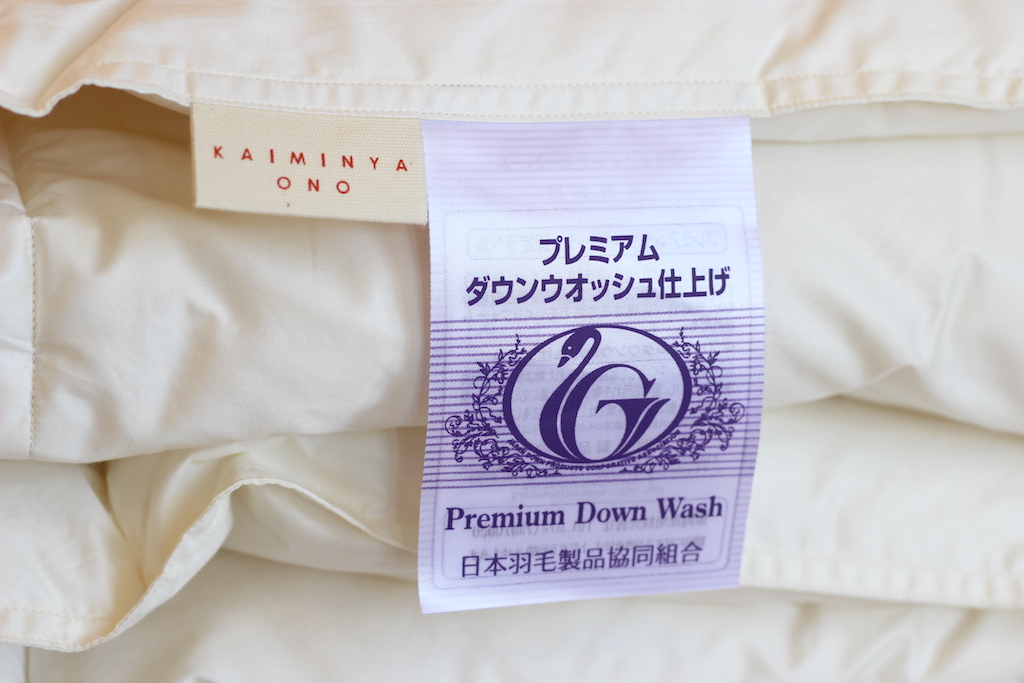 KAIMINYA
ONO
プレミアム
ダウンウオッシュ仕上げ
G
Premium Down Wash
日本羽毛製品協同組合